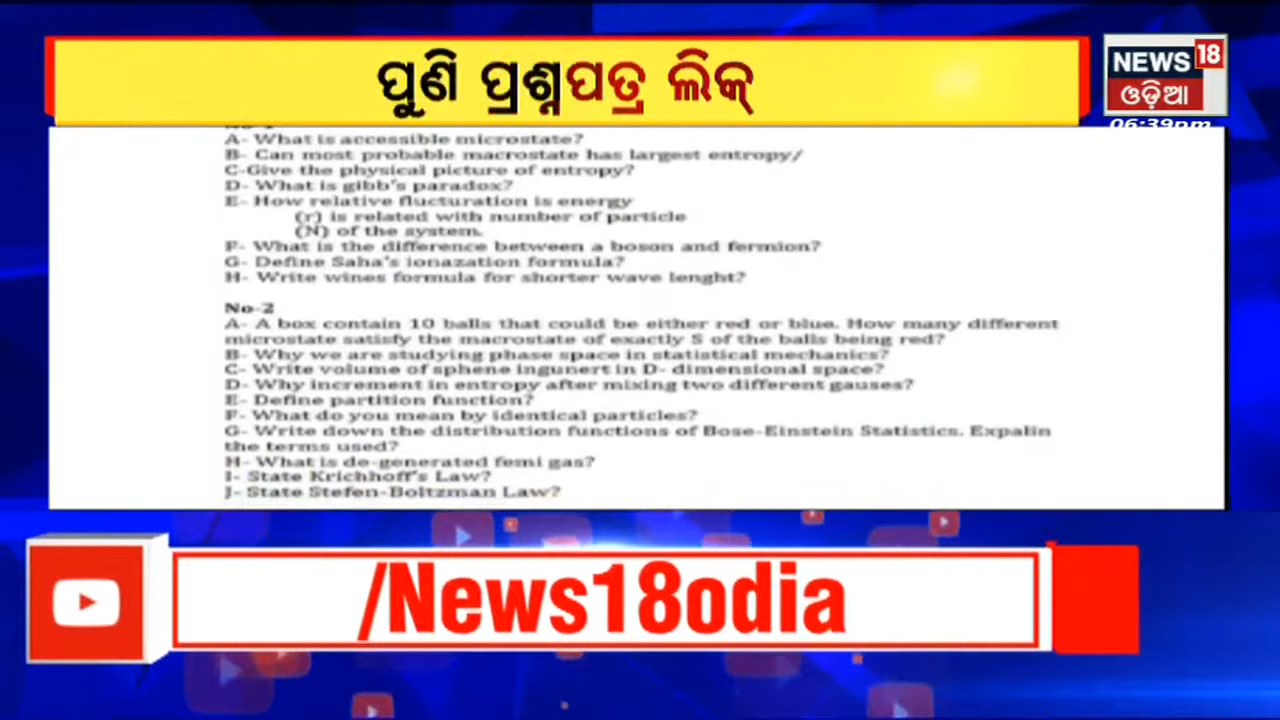 ପୁଣି ପ୍ରଶ୍ନପତ୍ର ଲିକ୍
NEWS 18
ଓଡ଼ିଆ
06:39pm
A- What is accessible microstate?
B- Can most probable macrostate has largest entropy/
C-Give the physical picture of entropy?
D- What is gibb's paradox?
E- How relative flucturation is energy
(r) is related with number of particle
(N) of the system.
F- What is the difference between a boson and fermion?
G- Define Saha's ionazation formula?
H- Write wines formula for shorter wave lenght?
No-2
A- A box contain 10 balls that could be either red or blue. How many different
microstate satisfy the macrostate of exactly S of the balls being red?
B- Why we are studying phase space in statistical mechanics?
C- Write volume of sphene ingunert in D- dimensional space?
D- Why increment in entropy after mixing two different gauses?
E- Define partition function?
F- What do you mean by identical particles?
G- Write down the distribution functions of Bose-Einstein Statistics. Expalin
the terms used?
H- What is de-generated femi gas?
I- State Krichhoff's Law?
J- State Stefen-Boltzman Law?
/News18odia